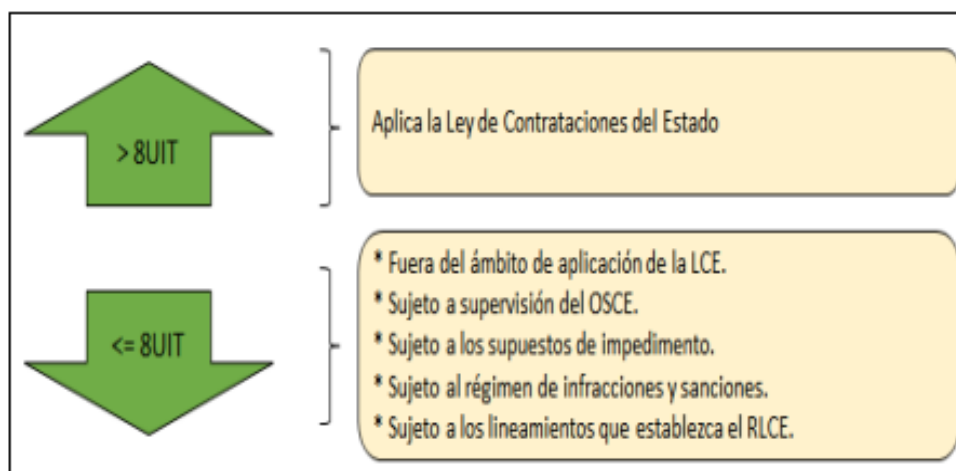 > 8UIT
Aplica la Ley de Contrataciones del Estado
<= 8UIT
* Fuera del ámbito de aplicación de la LCE.
* Sujeto a supervisión del OSCE.
* Sujeto a los supuestos de impedimento.
* Sujeto al régimen de infracciones y sanciones.
* Sujeto a los lineamientos que establezca el RLCE.